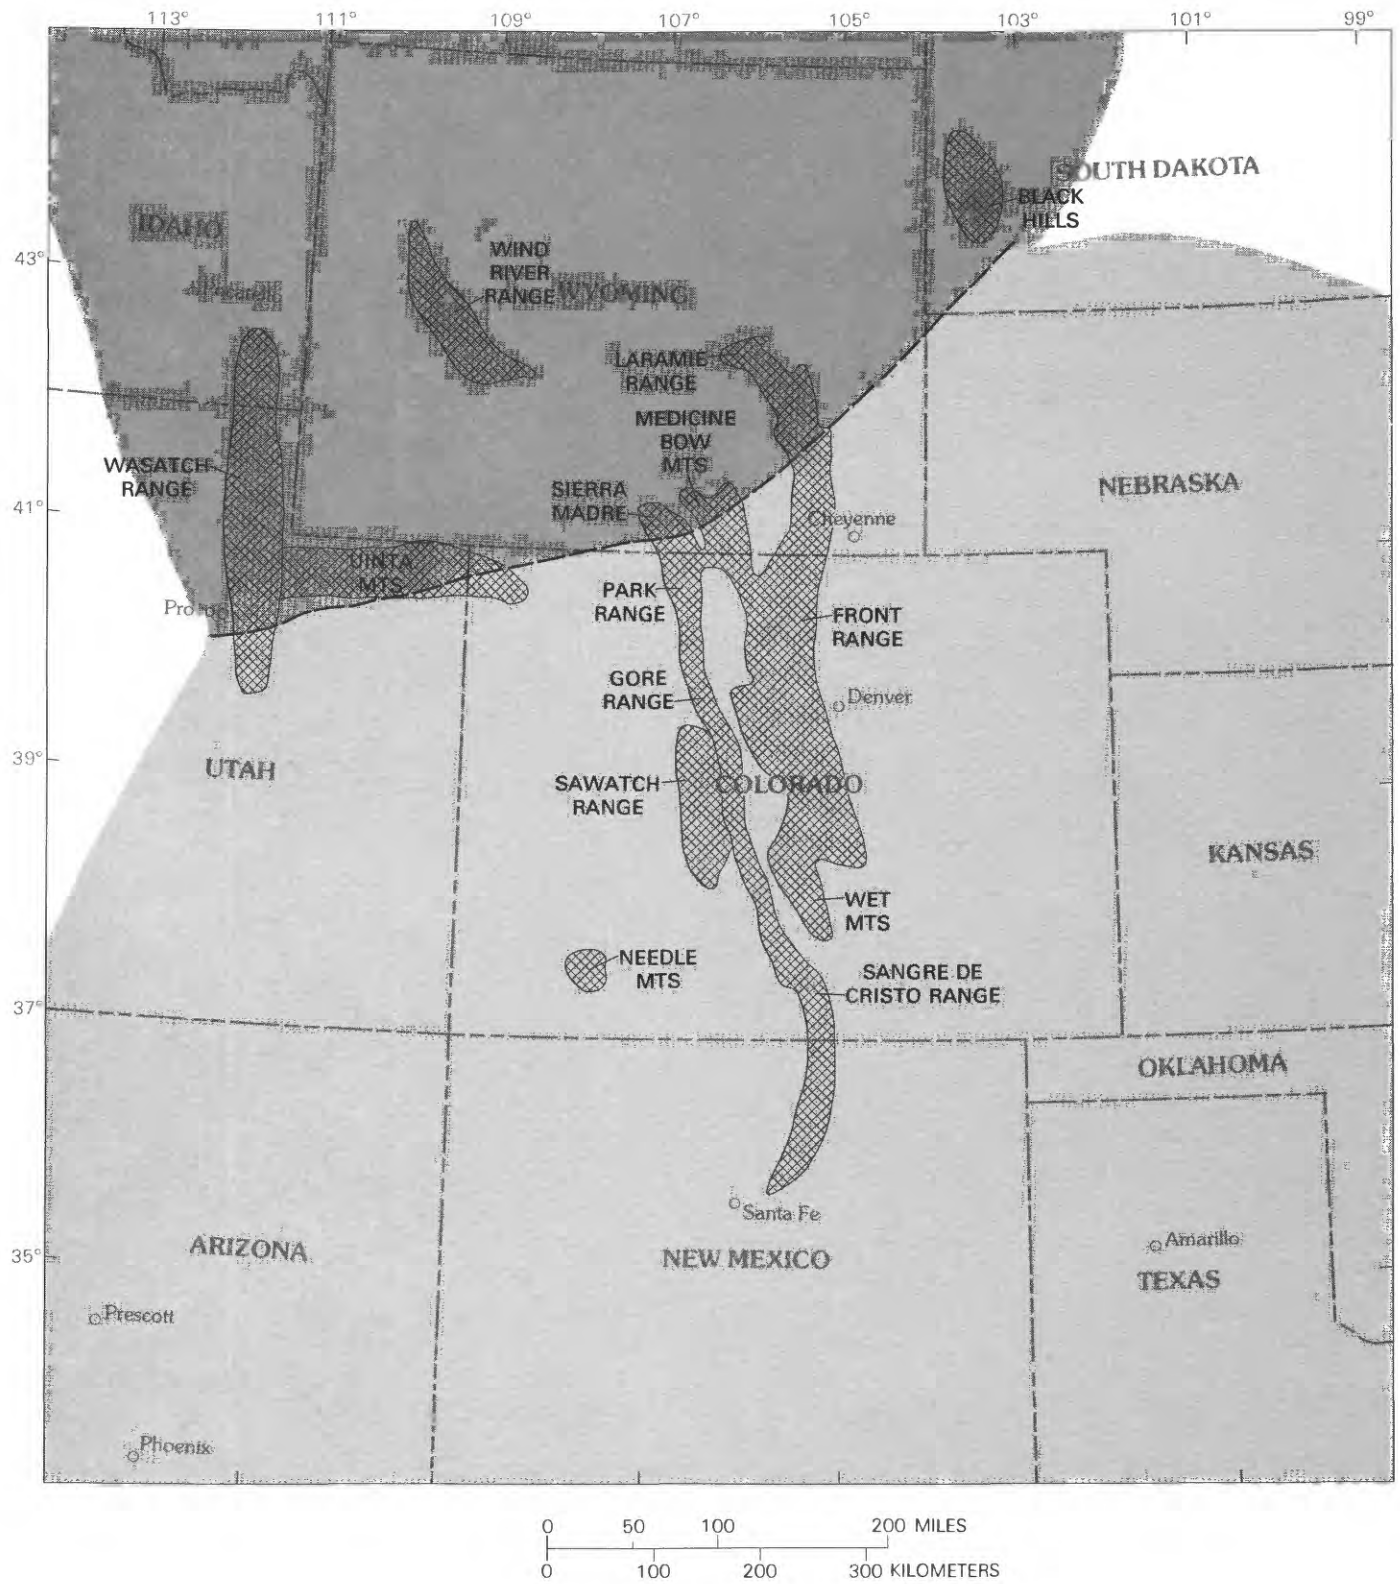 113° 111° 109° 107° 105° 103° 101° 99°
SOUTH DAKOTA
BLACK
HILLS
IDAHO
43°
WIND
RIVER
RANGE
WYOMING
LARAMIE
RANGE
MEDICINE
BOW
MTS
WASATCH
RANGE
SIERRA
MADRE
NEBRASKA
41°
Cheyenne
UINTA
MTS
PARK
RANGE
FRONT
RANGE
GORE
RANGE
Denver
39°
UTAH
SAWATCH
RANGE
COLORADO
KANSAS
WET
MTS
NEEDLE
MTS
SANGRE DE
CRISTO RANGE
37°
OKLAHOMA
Santa Fe
ARIZONA
NEW MEXICO
Amarillo
35°
TEXAS
Prescott
Phoenix
0 50 100 200 MILES
0 100 200 300 KILOMETERS